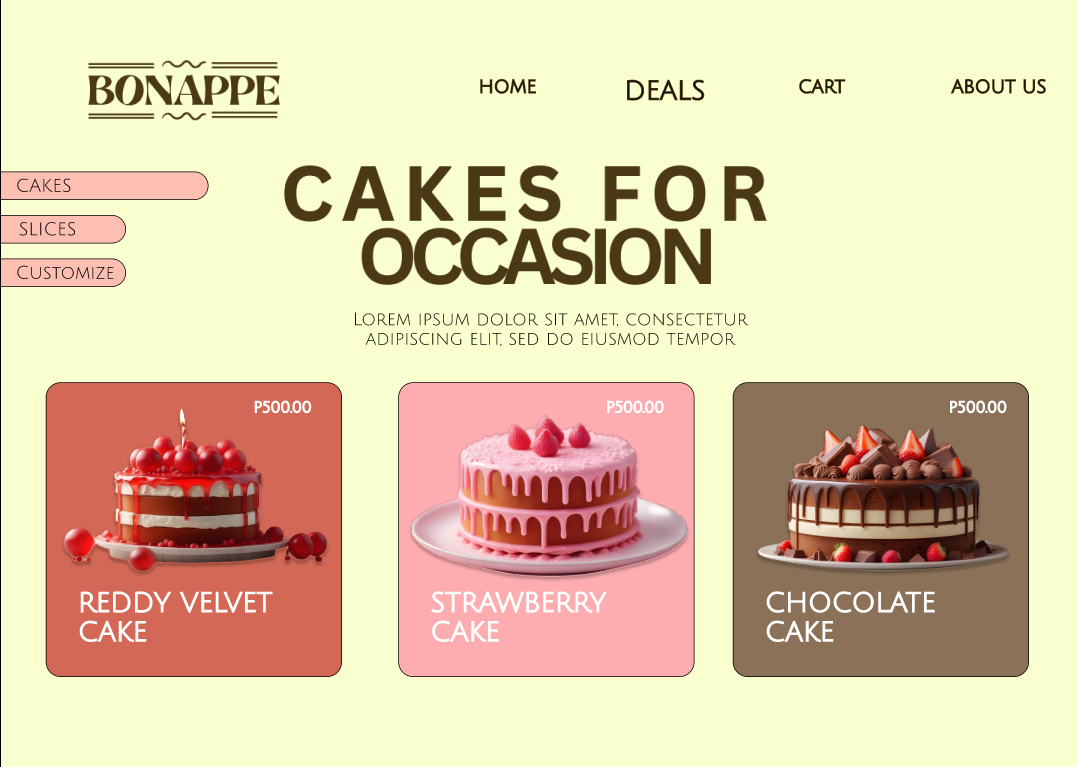 BONAPPE
HOME DEALS CART ABOUT US
CAKES
SLICES
CUSTOMIZE
CAKES FOR
OCCASION
LOREM IPSUM DOLOR SIT AMET, CONSECTETUR
ADIPISCING ELIT, SED DO EIUSMOD TEMPOR
P500.00
REDDY VELVET
CAKE
P500.00
STRAWBERRY
CAKE
P500.00
CHOCOLATE
CAKE